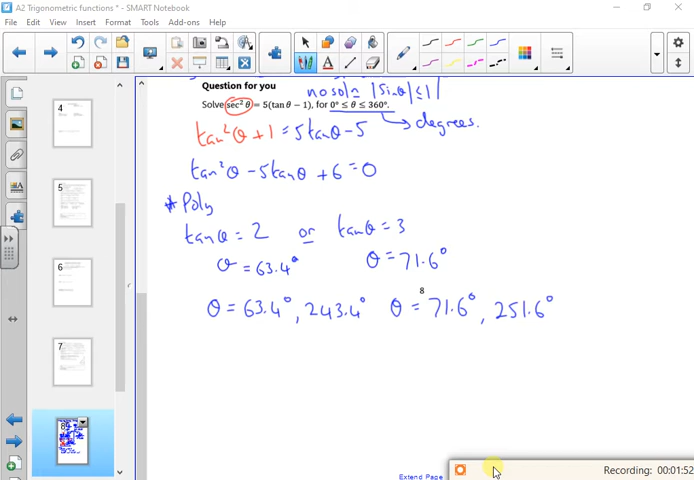 A2 Trigonometric functions * - SMART Notebook
File Edit View Insert Format Tools Add-ons Help
4
5
6
7
8
Question for you
no solⁿ |sinθ| ≤ 1
Solve sec² θ = 5(tan θ – 1), for 0° ≤ θ ≤ 360°.
→ degrees.
tan²θ + 1 = 5tanθ - 5
tan²θ - 5tanθ + 6 = 0
* Poly
tanθ = 2 or tanθ = 3
θ = 63.4° θ = 71.6°
8
θ = 63.4°, 243.4° θ = 71.6°, 251.6°
Extend Page
Recording: 00:01:52